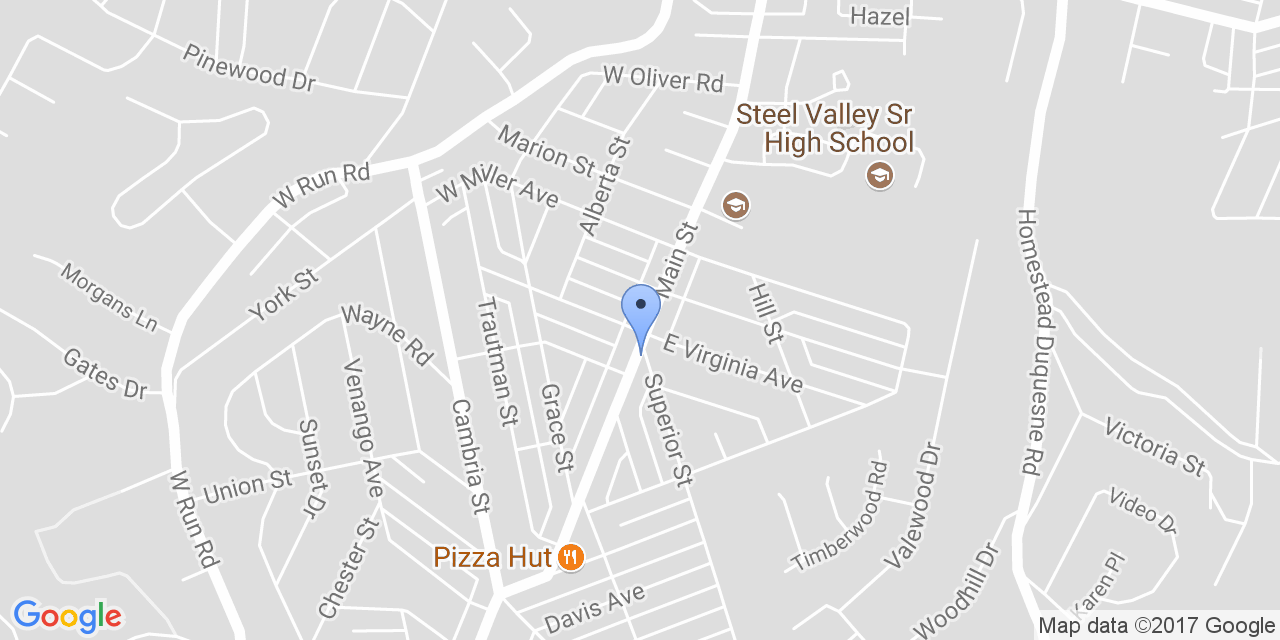 Hazel
Pinewood Dr
W Oliver Rd
Steel Valley Sr
High School
Marion St
Alberta St
W Run Rd
W Miller Ave
Main St
Homestead Duquesne Rd
Morgans Ln
York St
Wayne Rd
Hill St
E Virginia Ave
Gates Dr
Trautman St
Venango Ave
Grace St
Superior St
Cambria St
Sunset Dr
Union St
W Run Rd
Chester St
Victoria St
Valewood Dr
Timberwood Rd
Video Dr
Pizza Hut
Davis Ave
Woodhill Dr
Karen Pl
Google
Map data ©2017 Google